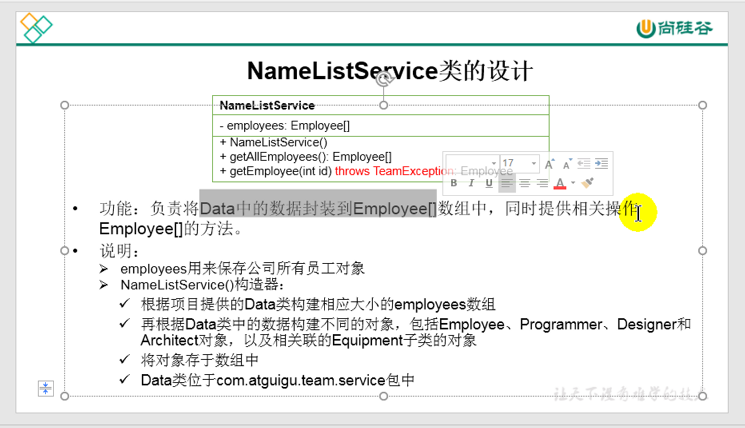 尚硅谷
NameListService类的设计
NameListService
- employees: Employee[]
+ NameListService()
+ getAllEmployees(): Employee[]
+ getEmployee(int id) throws TeamException: Employee
17
A A
B I U A
• 功能：负责将Data中的数据封装到Employee[]数组中，同时提供相关操作
Employee[]的方法。
• 说明：
➢ employees用来保存公司所有员工对象
➢ NameListService()构造器：
✓ 根据项目提供的Data类构建相应大小的employees数组
✓ 再根据Data类中的数据构建不同的对象，包括Employee、Programmer、Designer和
Architect对象，以及相关联的Equipment子类的对象
✓ 将对象存于数组中
✓ Data类位于com.atguigu.team.service包中
让天下没有难学的技术